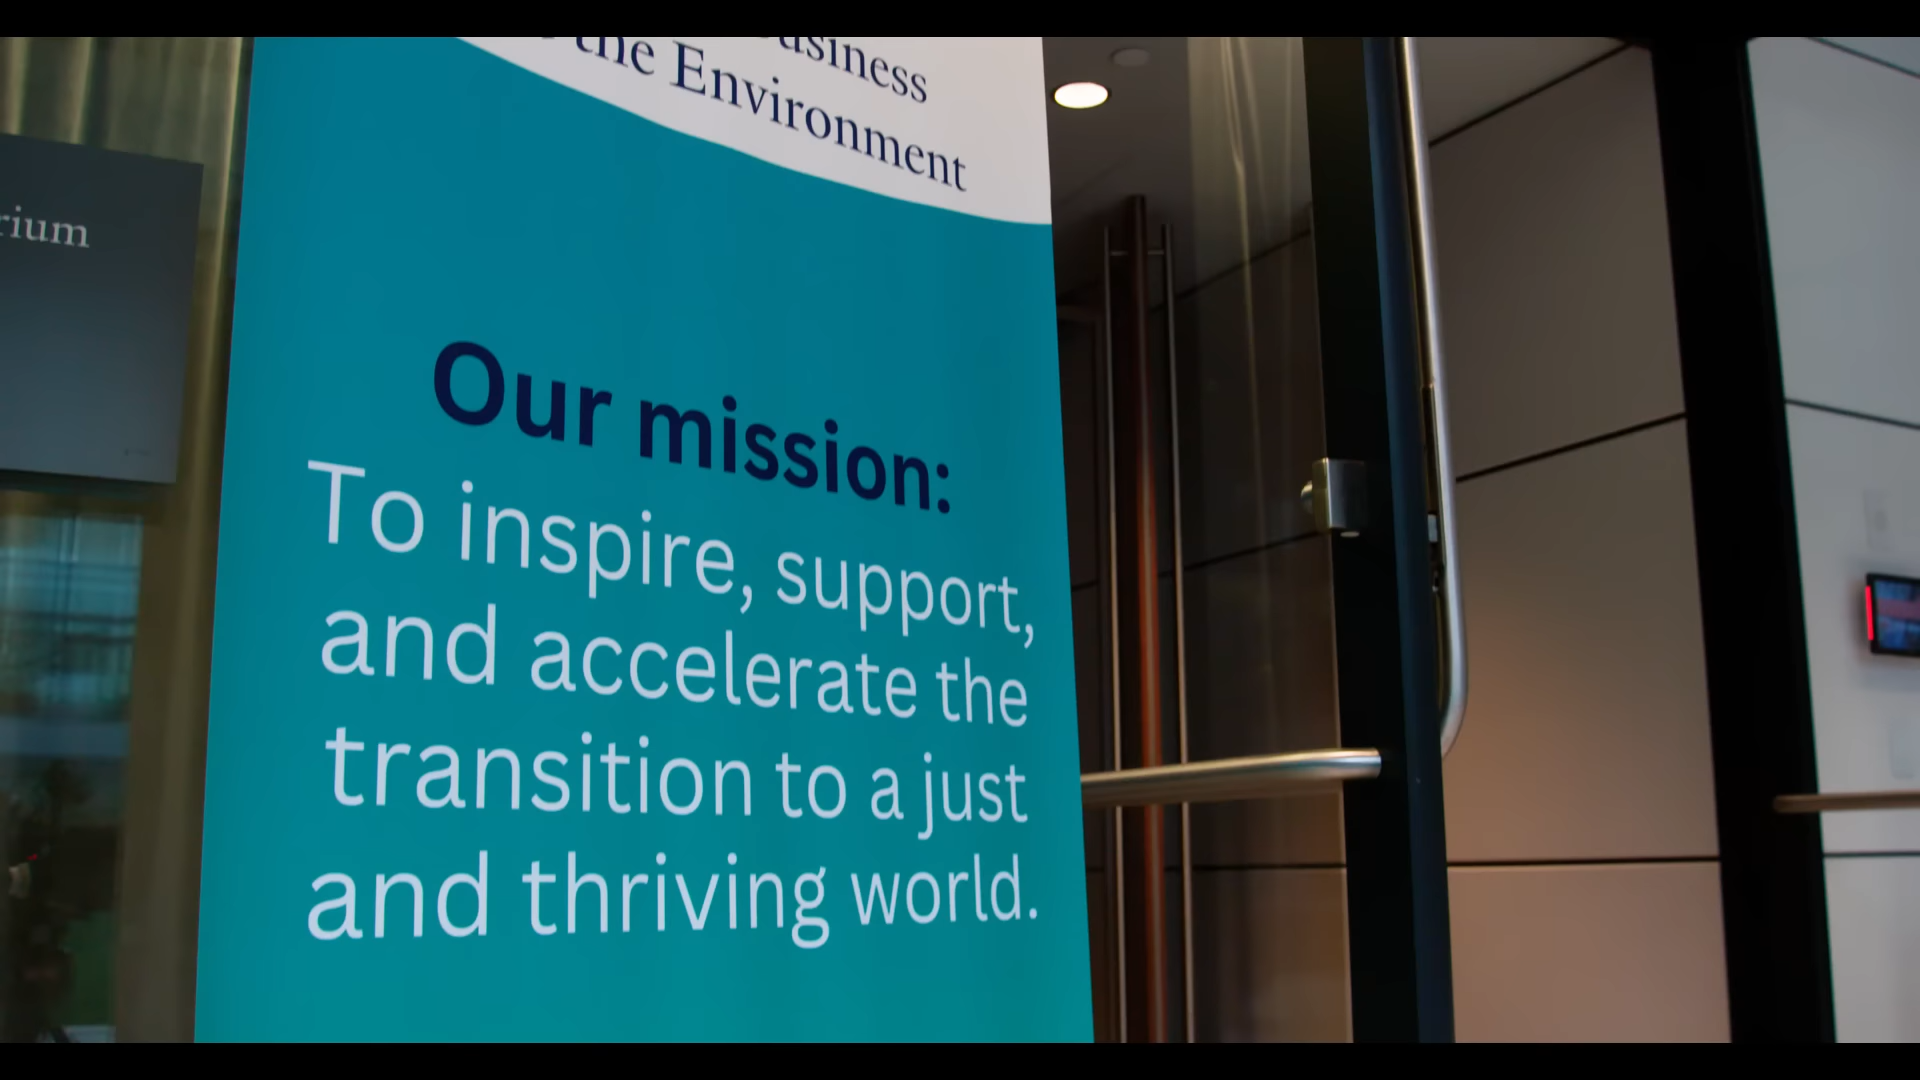 the Environment
rium
Our mission:
To inspire, support,
and accelerate the
transition to a just
and thriving world.